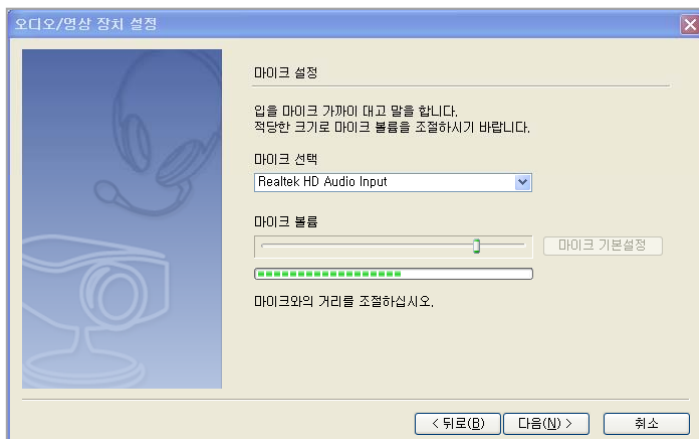 오디오/영상 장치 설정
마이크 설정
입을 마이크 가까이 대고 말을 합니다.
적당한 크기로 마이크 볼륨을 조절하시기 바랍니다.
마이크 선택
Realtek HD Audio Input
마이크 볼륨
마이크 기본설정
마이크와의 거리를 조절하십시오.
< 뒤로(B) 다음(N) > 취소